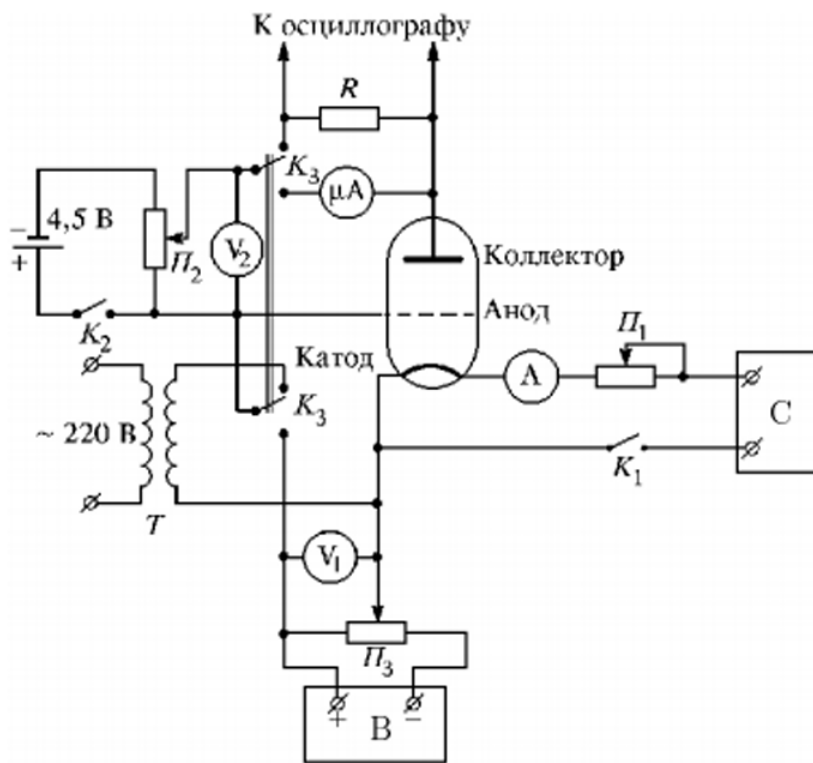 К осциллографу
R
K3
μA
− 4,5 В
+
П2
V2
Коллектор
Анод
K2
Катод
П1
A
С
K3
~ 220 В
K1
T
V1
П3
+ −
В